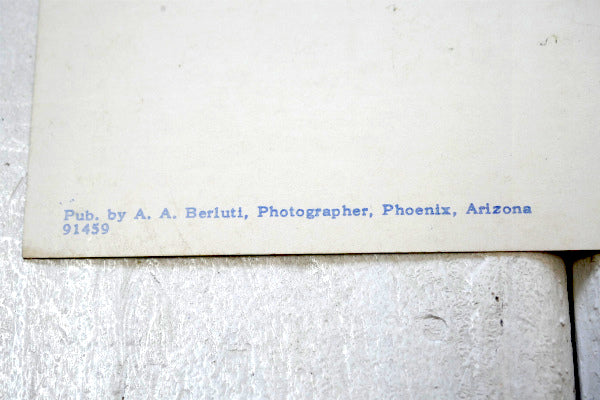 Pub. by A. A. Berluti, Photographer, Phoenix, Arizona
91459